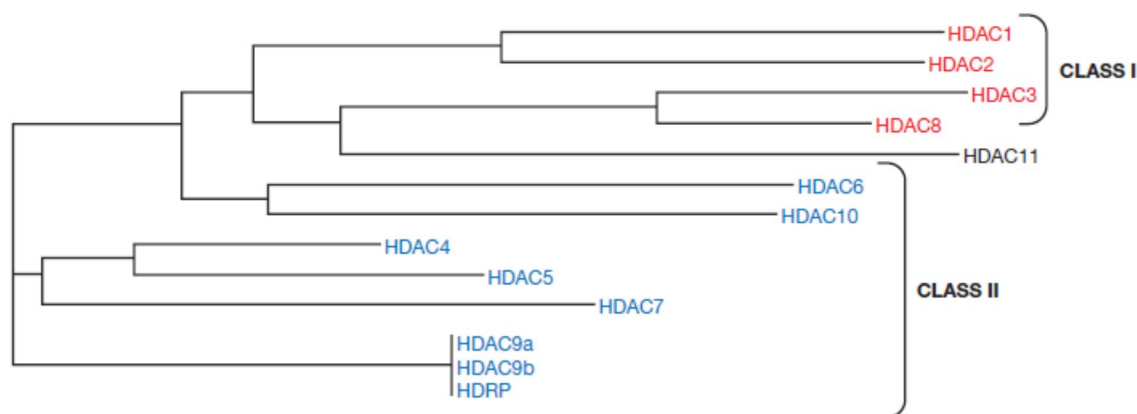 HDAC1
HDAC2
CLASS I
HDAC3
HDAC8
HDAC11
HDAC6
HDAC10
HDAC4
HDAC5
CLASS II
HDAC7
HDAC9a
HDAC9b
HDRP